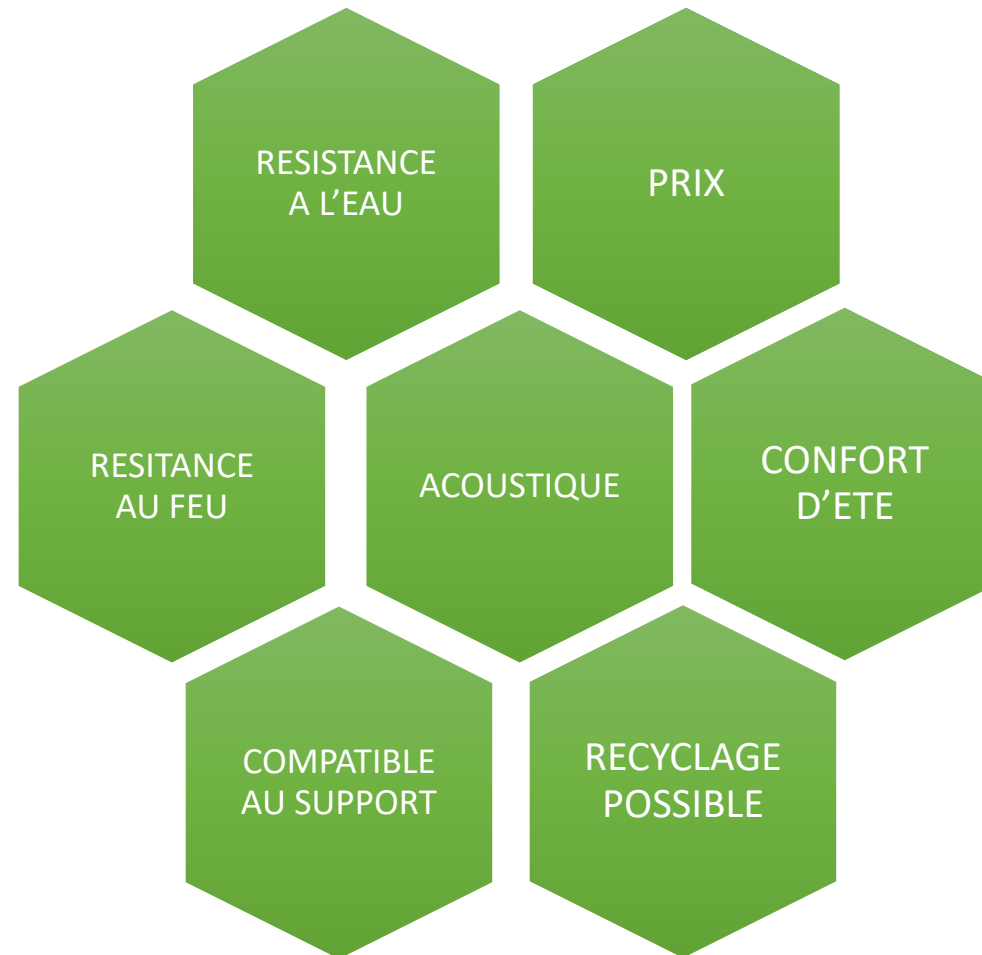 RESISTANCE
A L’EAU
PRIX
RESITANCE
AU FEU
ACOUSTIQUE
CONFORT
D’ETE
COMPATIBLE
AU SUPPORT
RECYCLAGE
POSSIBLE